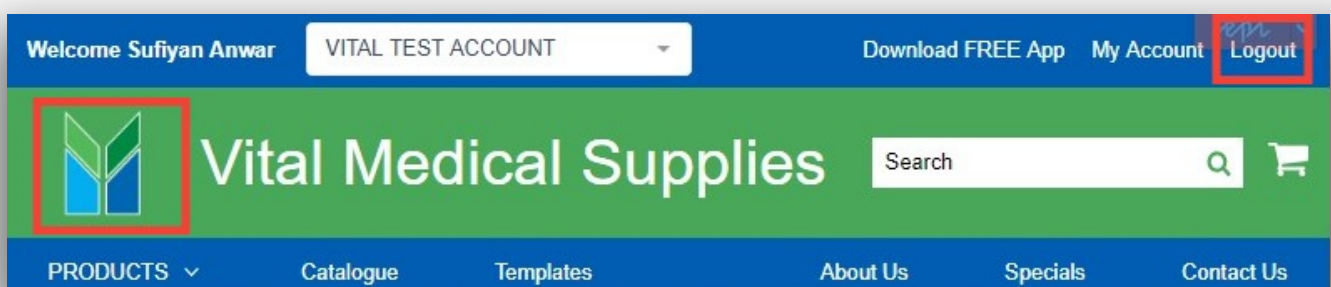 Welcome Sufiyan Anwar VITAL TEST ACCOUNT Download FREE App My Account Logout
Vital Medical Supplies Search
PRODUCTS Catalogue Templates About Us Specials Contact Us